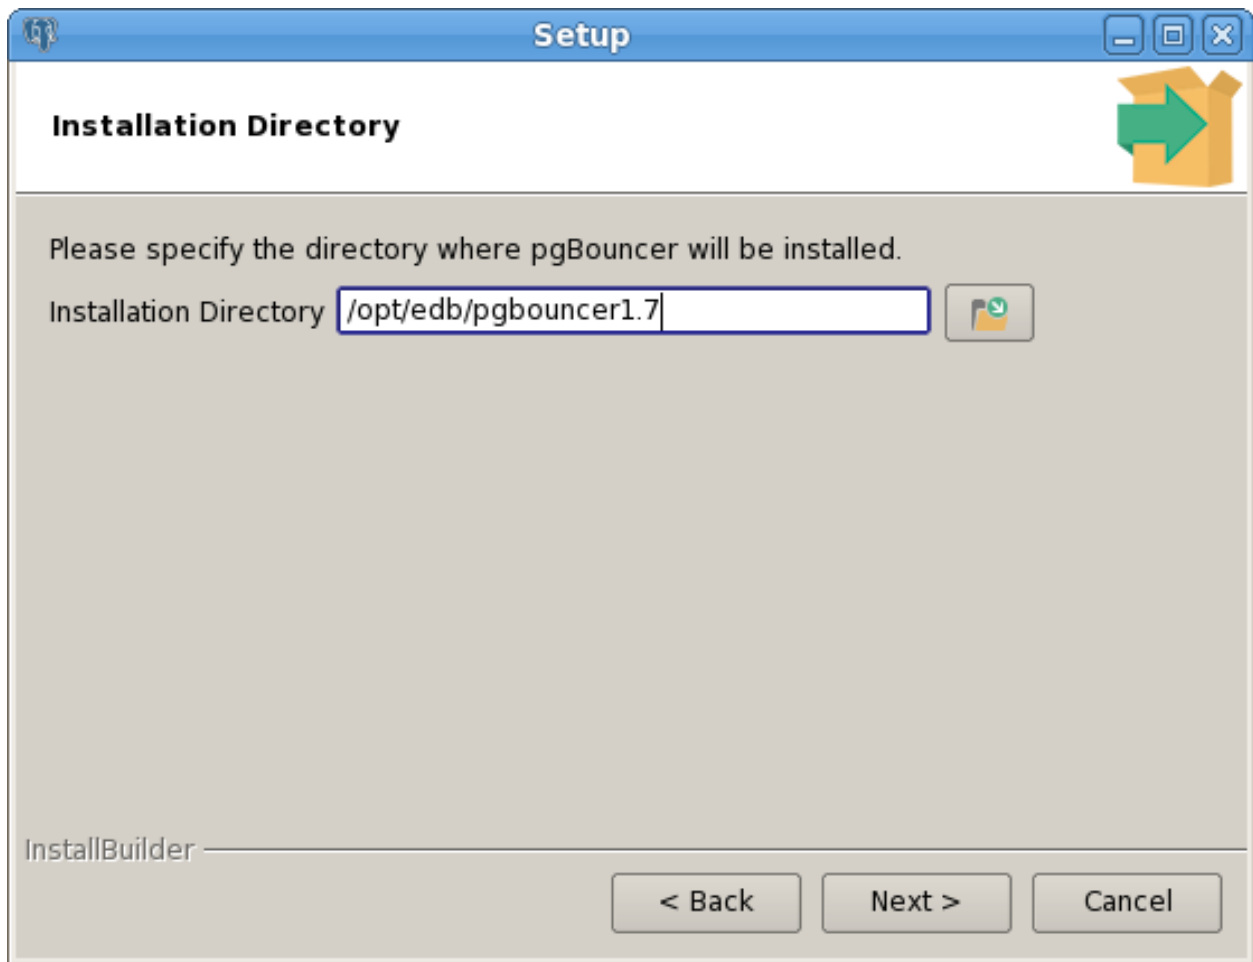 Setup
Installation Directory
Please specify the directory where pgBouncer will be installed.
Installation Directory /opt/edb/pgbouncer1.7
InstallBuilder
< Back Next > Cancel